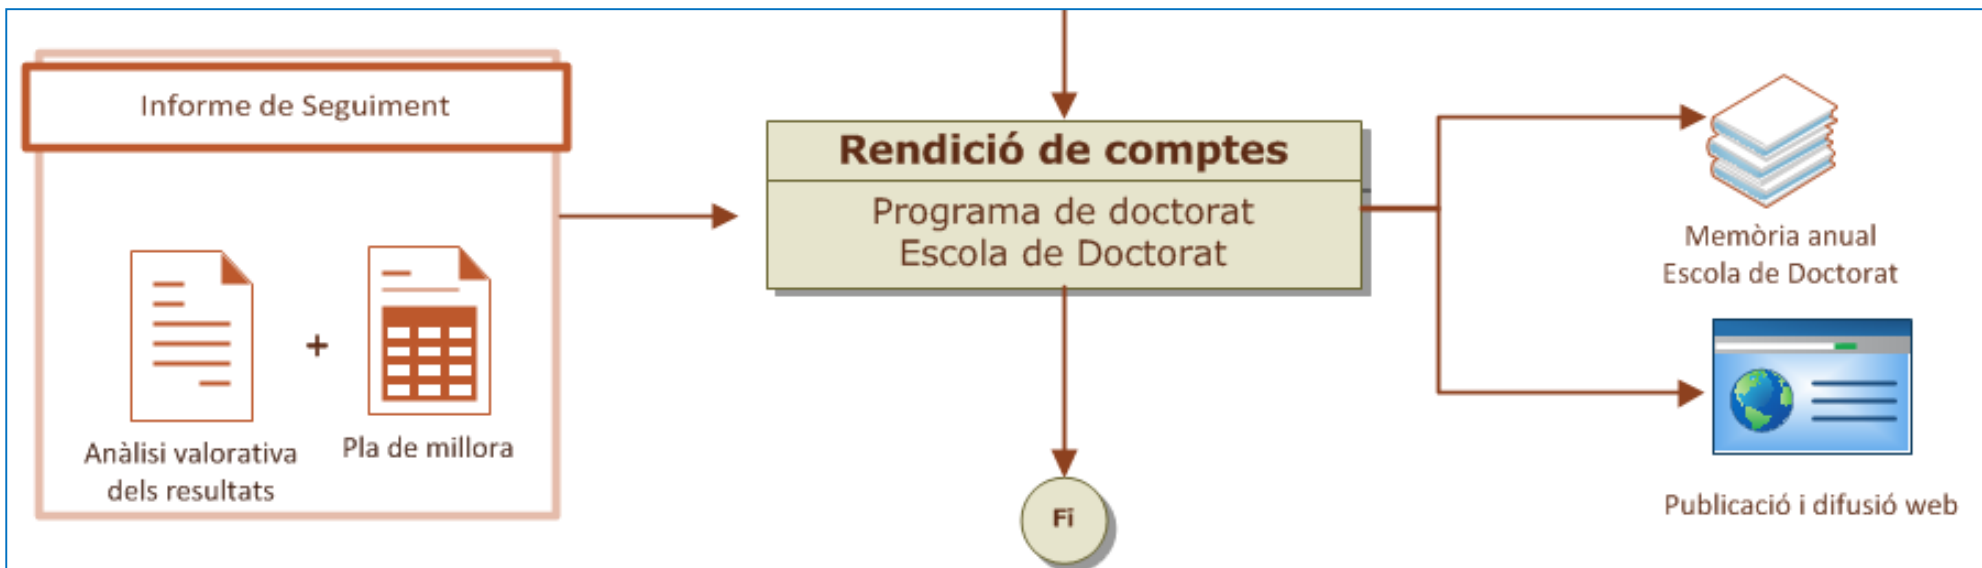 Informe de Seguiment
+
Anàlisi valorativa
dels resultats
Pla de millora
Rendició de comptes
Programa de doctorat
Escola de Doctorat
Fi
Memòria anual
Escola de Doctorat
Publicació i difusió web